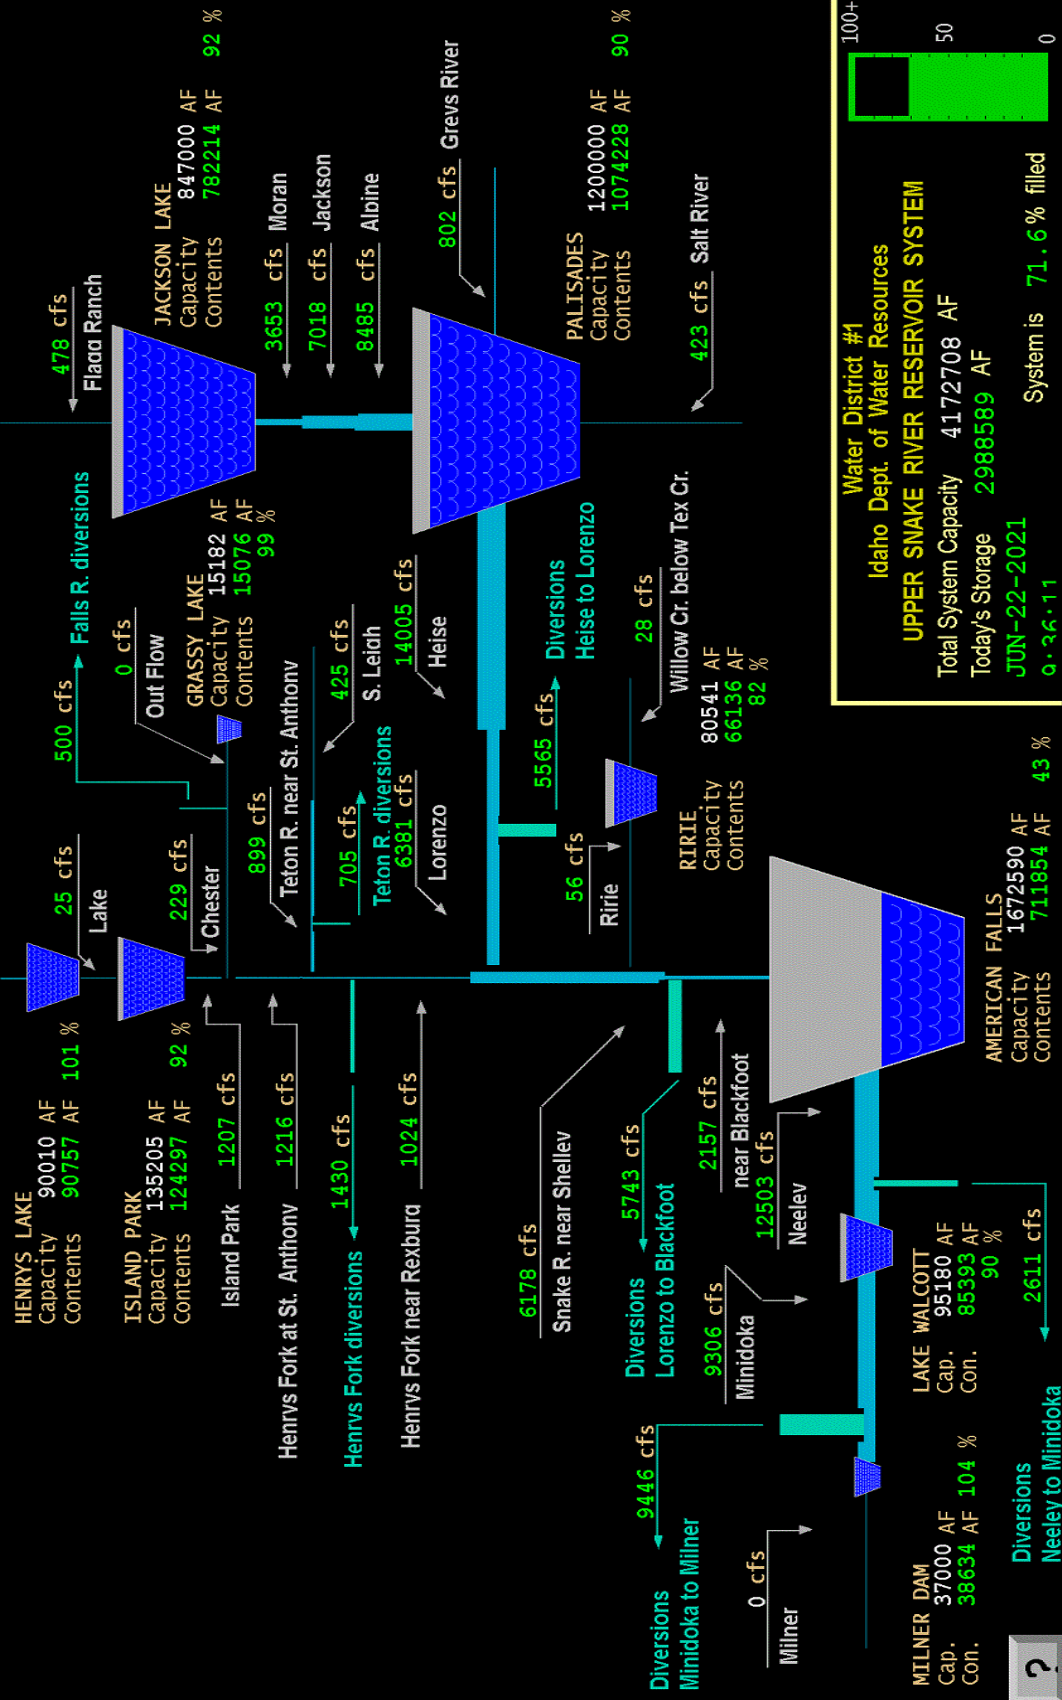 HENRYS LAKE
Capacity 90010 AF
Contents 90757 AF 101 %
25 cfs
Lake
ISLAND PARK
Capacity 135205 AF
Contents 124297 AF 92 %
1207 cfs
Island Park
229 cfs
Chester
500 cfs
Falls R. diversions
0 cfs
Out Flow
GRASSY LAKE
Capacity 15182 AF
Contents 15076 AF
99 %
478 cfs
Flagg Ranch
JACKSON LAKE
Capacity 847000 AF
Contents 782214 AF 92 %
3653 cfs Moran
7018 cfs Jackson
8485 cfs Alpine
1216 cfs
Henrys Fork at St. Anthony
899 cfs
Teton R. near St. Anthony
425 cfs
S. Leigh
1430 cfs
Henrys Fork diversions
705 cfs
Teton R. diversions
1024 cfs
Henrys Fork near Rexburg
6381 cfs
Lorenzo
14005 cfs
Heise
802 cfs Greys River
PALISADES
Capacity 1200000 AF
Contents 1074228 AF 90 %
423 cfs Salt River
6178 cfs
Snake R. near Shelley
5565 cfs
Diversions
Heise to Lorenzo
56 cfs
Ririe
28 cfs
Willow Cr. below Tex Cr.
RIRIE
Capacity 80541 AF
Contents 66136 AF
82 %
5743 cfs
Diversions
Lorenzo to Blackfoot
2157 cfs
near Blackfoot
9446 cfs
Diversions
Minidoka to Milner
9306 cfs
Minidoka
12503 cfs
Neeley
0 cfs
Milner
MILNER DAM
Cap. 37000 AF
Con. 38634 AF 104 %
LAKE WALCOTT
Cap. 95180 AF
Con. 85393 AF
90 %
AMERICAN FALLS
Capacity 1672590 AF
Contents 711854 AF 43 %
2611 cfs
Diversions
Neeley to Minidoka
?
Water District #1
Idaho Dept. of Water Resources
UPPER SNAKE RIVER RESERVOIR SYSTEM
Total System Capacity 4172708 AF
Today's Storage 2988589 AF
JUN-22-2021
9:36:11
System is 71.6 % filled
100+
50
0